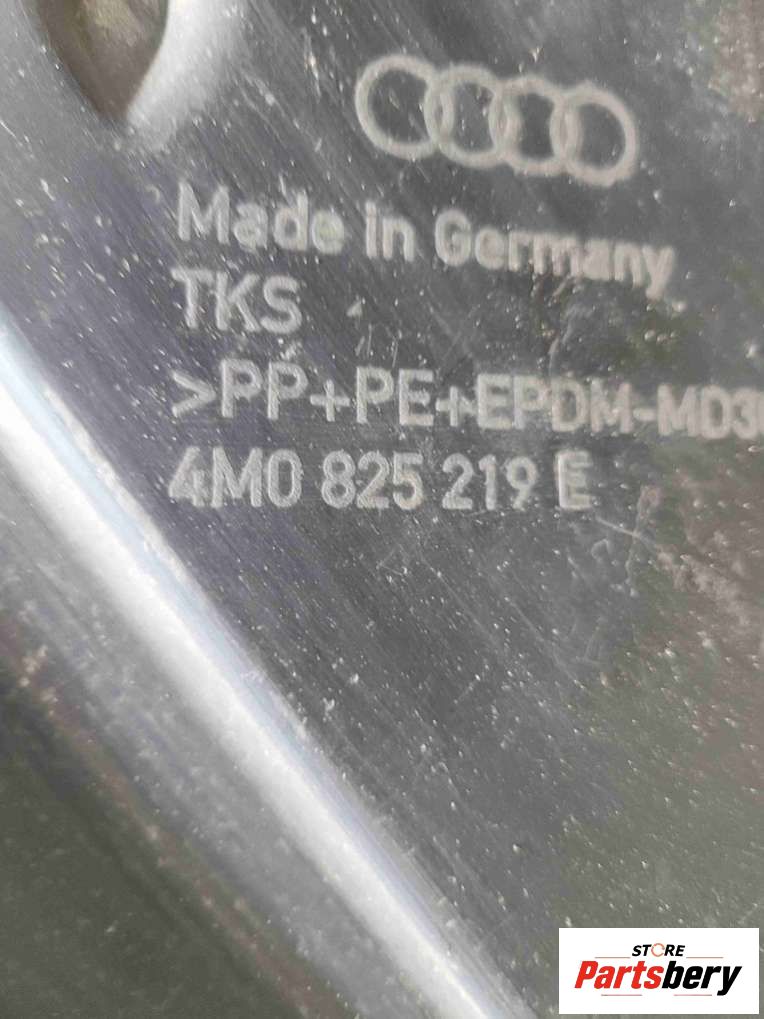 Made in Germany
TKS
>PP+PE+EPDM-MD3
4M0 825 219 E
STORE
Partsbery